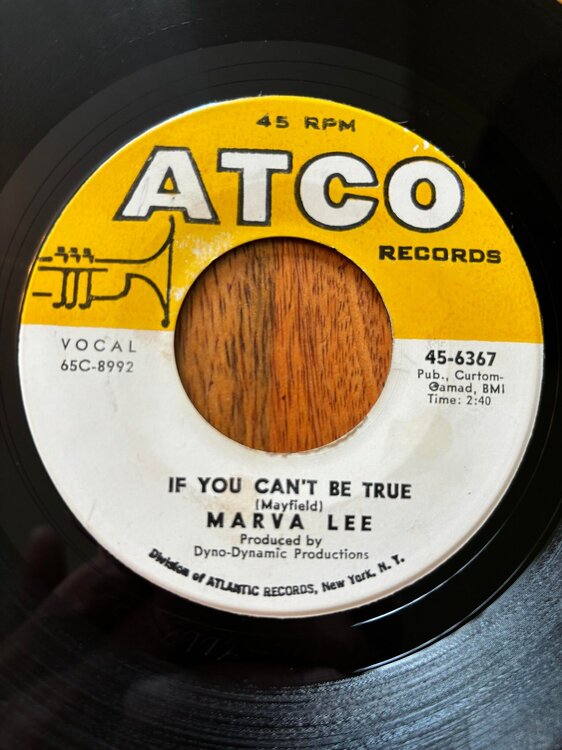 45 RPM
ATCO
RECORDS
VOCAL
65C-8992
45-6367
Pub., Curtom-
Camad, BMI
Time: 2:40
IF YOU CAN'T BE TRUE
(Mayfield)
MARVA LEE
Produced by
Dyno-Dynamic Productions
Division of ATLANTIC RECORDS, New York, N. Y.